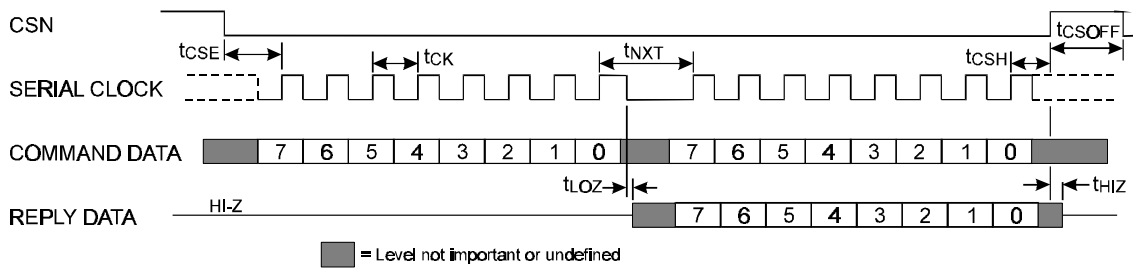 CSN
tCSE
tCK
tNXT
tCSH
tCSOFF
SERIAL CLOCK
COMMAND DATA
7 6 5 4 3 2 1 0 7 6 5 4 3 2 1 0
tLOZ
tHIZ
REPLY DATA
HI-Z
7 6 5 4 3 2 1 0
= Level not important or undefined